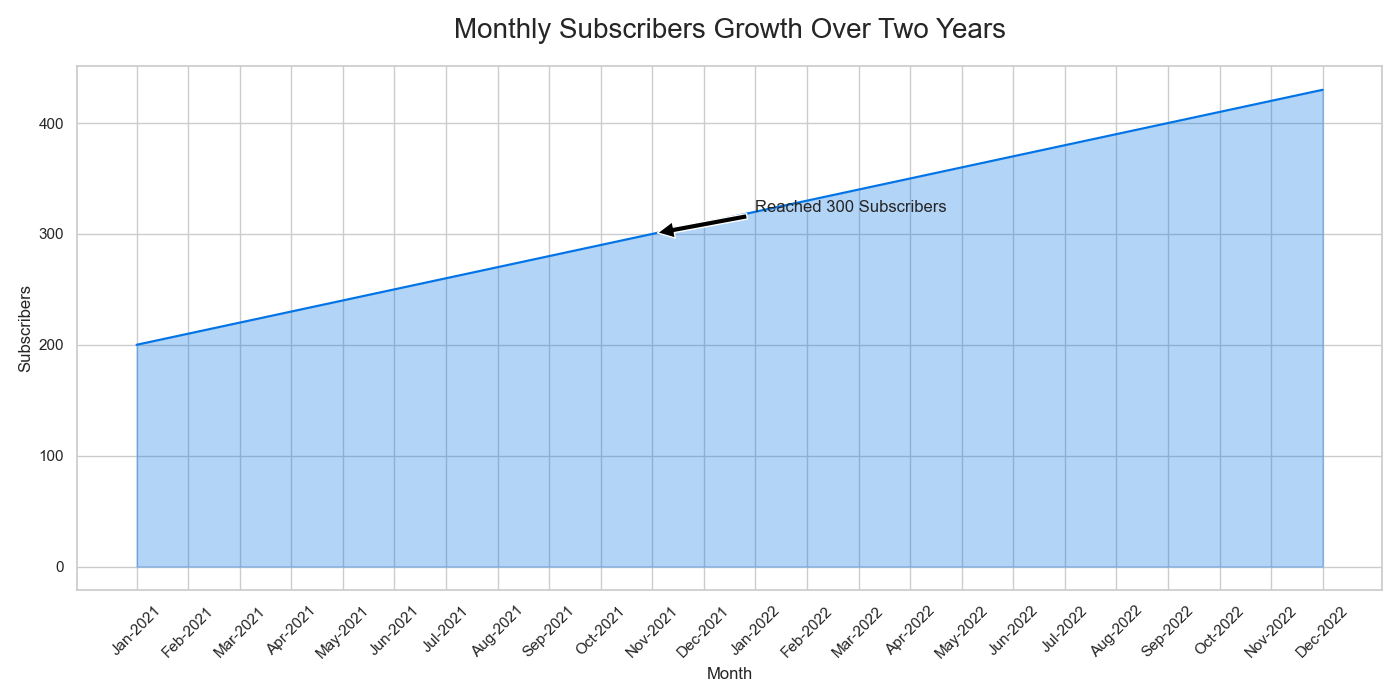 Monthly Subscribers Growth Over Two Years
400
300
200
100
0
Subscribers
Reached 300 Subscribers
Jan-2021
Feb-2021
Mar-2021
Apr-2021
May-2021
Jun-2021
Jul-2021
Aug-2021
Sep-2021
Oct-2021
Nov-2021
Dec-2021
Jan-2022
Feb-2022
Mar-2022
Apr-2022
May-2022
Jun-2022
Jul-2022
Aug-2022
Sep-2022
Oct-2022
Nov-2022
Dec-2022
Month